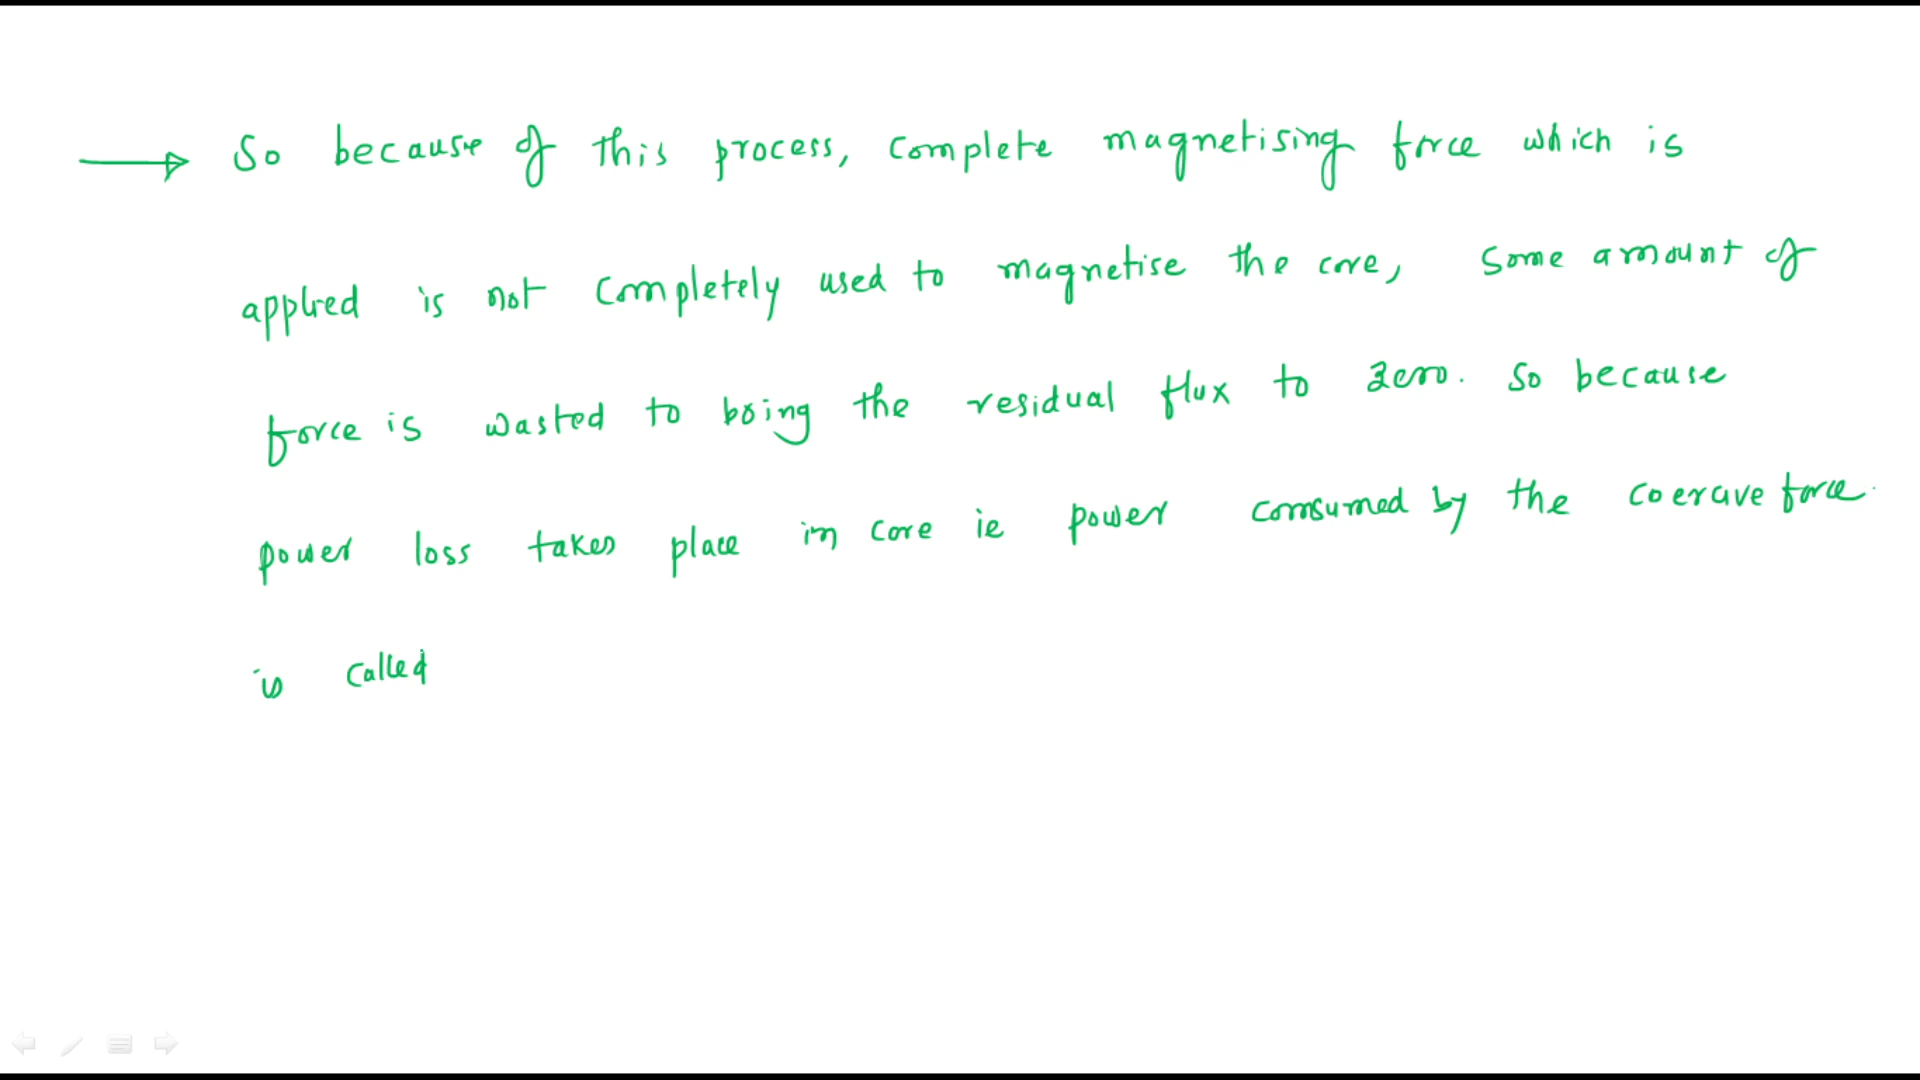 So because of this process, complete magnetising force which is
applied is not completely used to magnetise the core, some amount of
force is wasted to bring the residual flux to zero. So because
power loss takes place in core ie power consumed by the coercive force.
is called